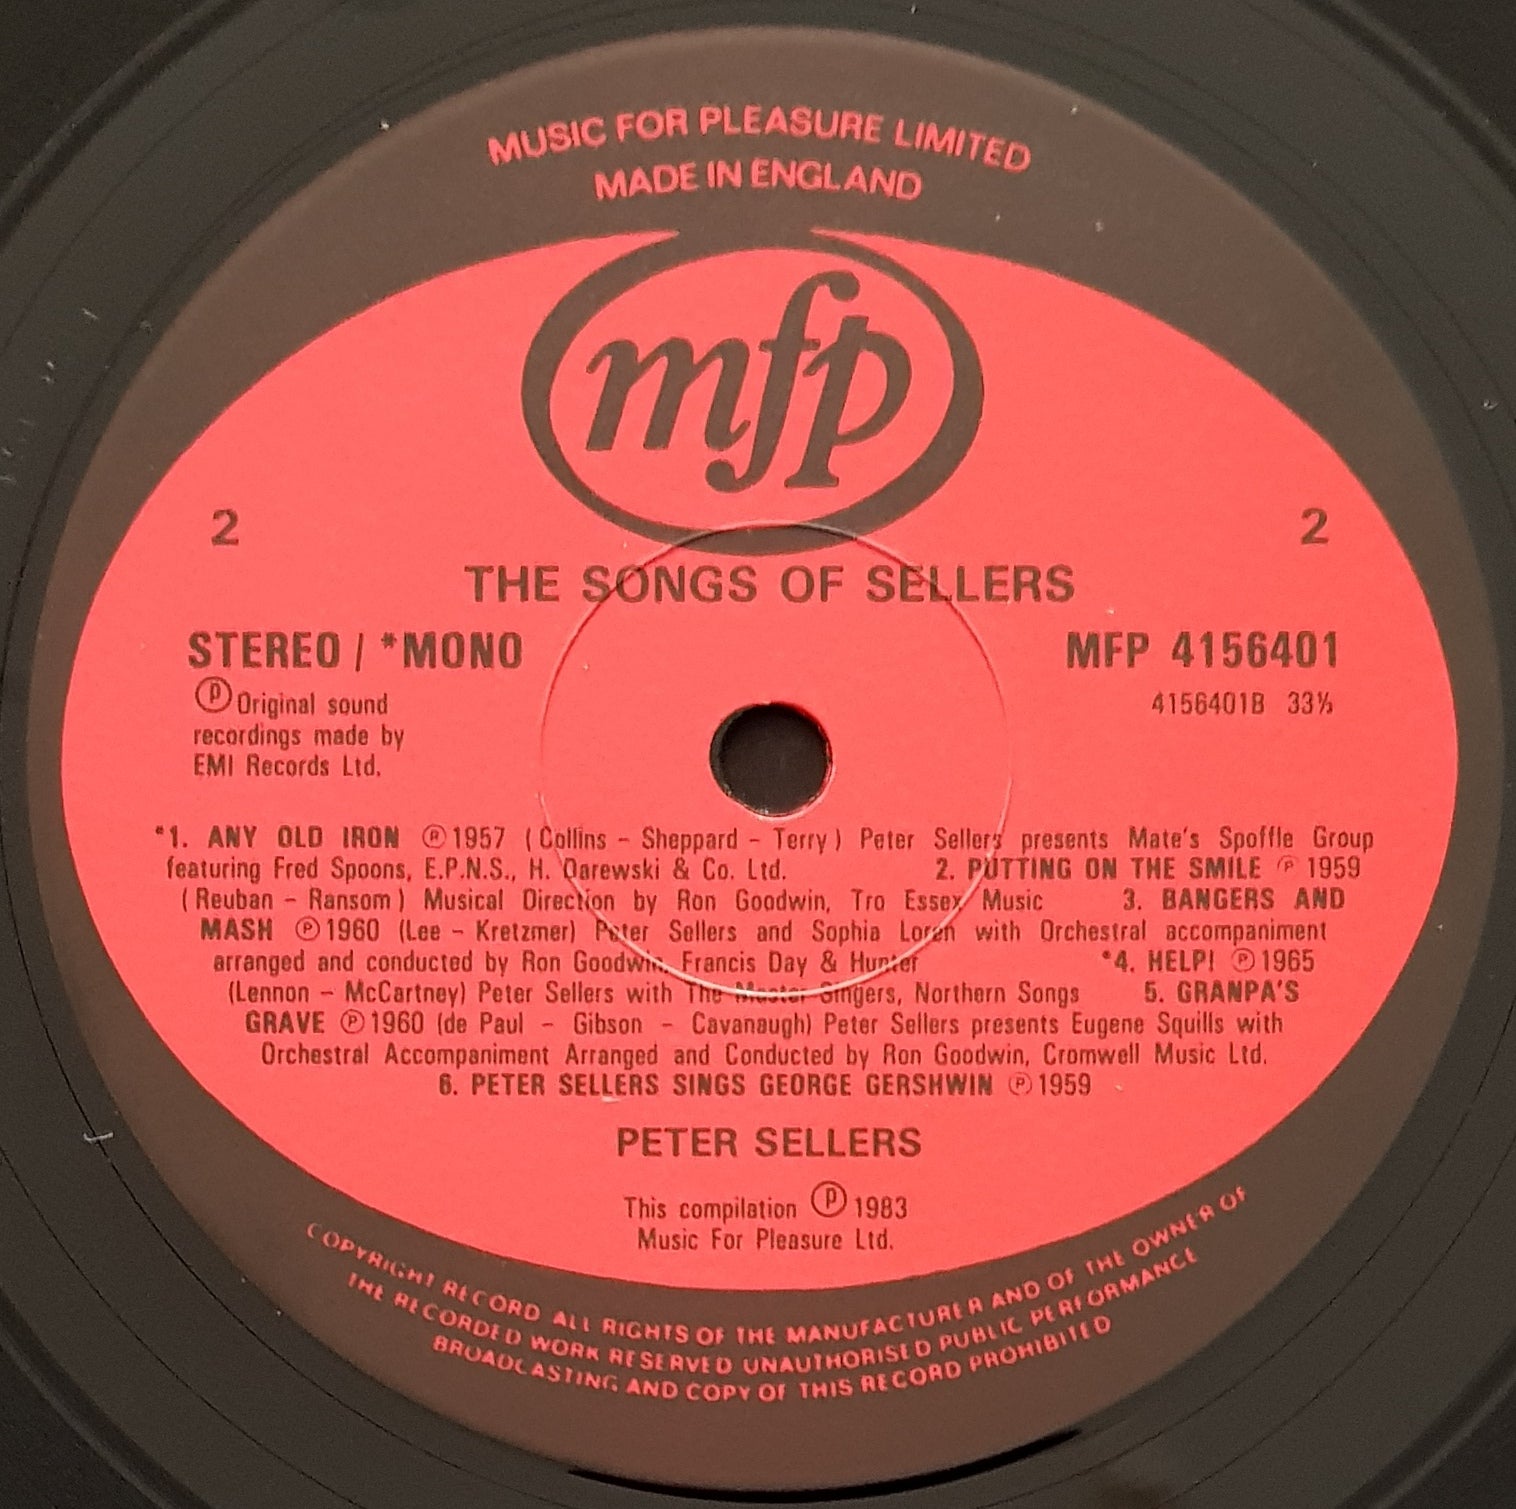 MUSIC FOR PLEASURE LIMITED
MADE IN ENGLAND
mfp
2 2
THE SONGS OF SELLERS
STEREO / *MONO MFP 4156401
Ⓟ Original sound 4156401B 33⅓
recordings made by
EMI Records Ltd.
*1. ANY OLD IRON Ⓟ 1957 (Collins – Sheppard – Terry) Peter Sellers presents Mate's Spoffle Group
featuring Fred Spoons, E.P.N.S., H. Darewski & Co. Ltd. 2. PUTTING ON THE SMILE Ⓟ 1959
(Reuban – Ransom) Musical Direction by Ron Goodwin, Tro Essex Music 3. BANGERS AND
MASH Ⓟ 1960 (Lee – Kretzmer) Peter Sellers and Sophia Loren with Orchestral accompaniment
arranged and conducted by Ron Goodwin, Francis Day & Hunter *4. HELP! Ⓟ 1965
(Lennon – McCartney) Peter Sellers with The Master Singers, Northern Songs 5. GRANPA'S
GRAVE Ⓟ 1960 (de Paul – Gibson – Cavanaugh) Peter Sellers presents Eugene Squills with
Orchestral Accompaniment Arranged and Conducted by Ron Goodwin, Cromwell Music Ltd.
6. PETER SELLERS SINGS GEORGE GERSHWIN Ⓟ 1959
PETER SELLERS
This compilation Ⓟ 1983
Music For Pleasure Ltd.
COPYRIGHT RECORD ALL RIGHTS OF THE MANUFACTURER AND OF THE OWNER OF
THE RECORDED WORK RESERVED UNAUTHORISED PUBLIC PERFORMANCE
BROADCASTING AND COPY OF THIS RECORD PROHIBITED